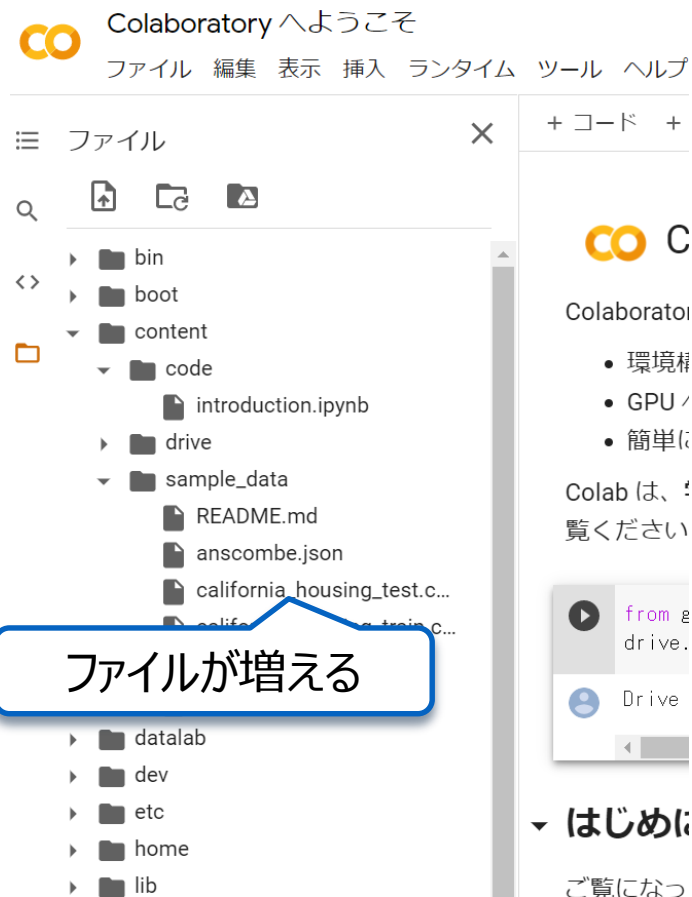 Colaboratory へようこそ
ファイル 編集 表示 挿入 ランタイム ツール ヘルプ
ファイル
+ コード +
bin
boot
content
code
introduction.ipynb
drive
sample_data
README.md
anscombe.json
california_housing_test.c...
ファイルが増える
datalab
dev
etc
home
lib
C
Colaborator
環境構
GPU
簡単に
Colab は、
覧ください
from g
drive.
Drive
はじめに
ご覧になっ